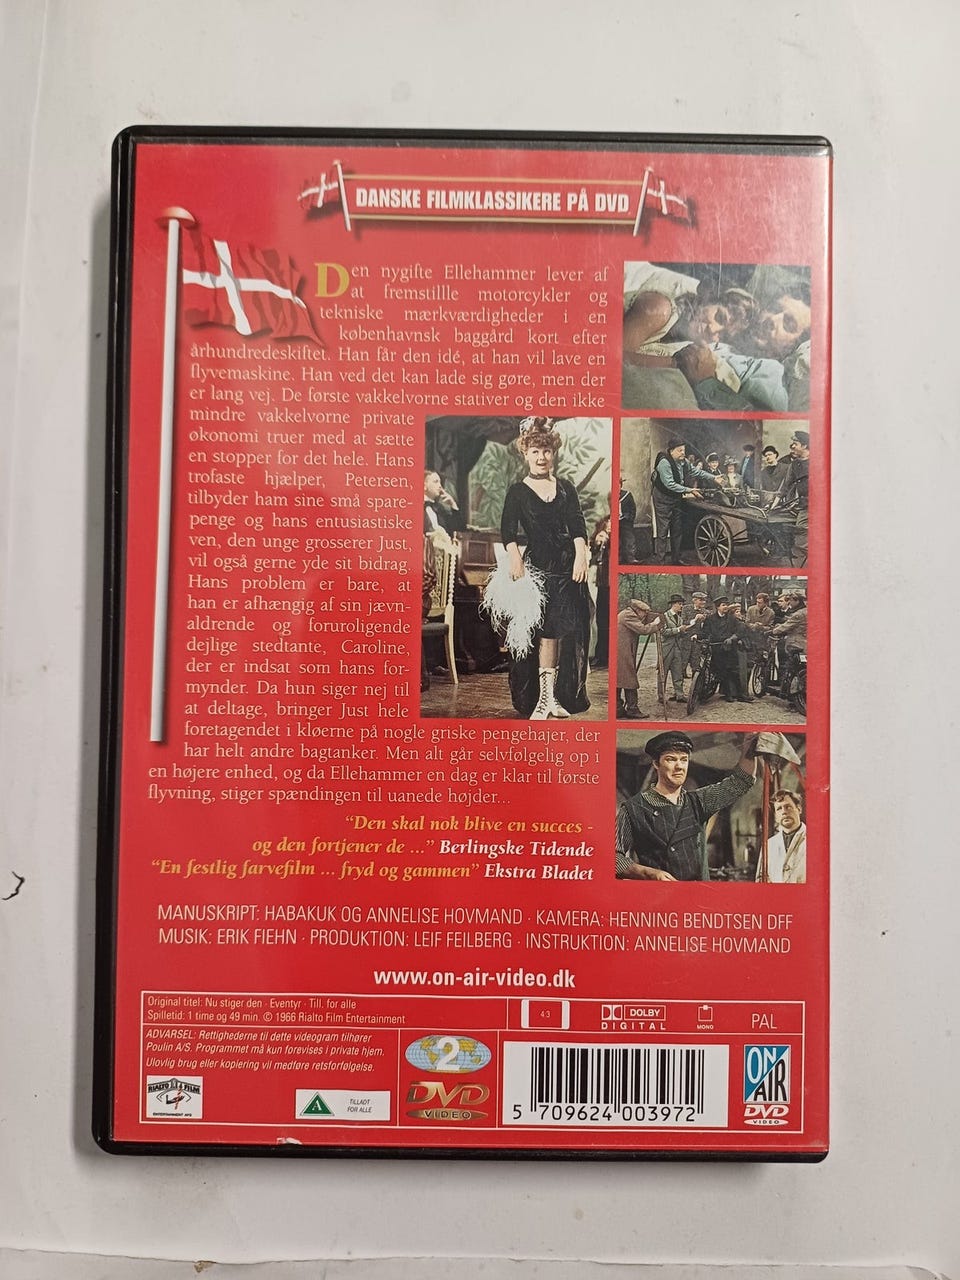 DANSKE FILMKLASSIKERE PÅ DVD
Den nygifte Ellehammer lever af
at fremstillle motorcykler og
tekniske mærkværdigheder i en
københavnsk baggård kort efter
århundredeskiftet. Han får den idé, at han vil lave en
flyvemaskine. Han ved det kan lade sig gøre, men der
er lang vej. De første vakkelvorne stativer og den ikke
mindre vakkelvorne private
økonomi truer med at sætte
en stopper for det hele. Hans
trofaste hjælper, Petersen,
tilbyder ham sine små spare-
penge og hans entusiastiske
ven, den unge grosserer Just,
vil også gerne yde sit bidrag.
Hans problem er bare, at
han er afhængig af sin jævn-
aldrende og foruroligende
dejlige stedtante, Caroline,
der er indsat som hans for-
mynder. Da hun siger nej til
at deltage, bringer Just hele
foretagendet i kløerne på nogle griske pengehajer, der
har helt andre bagtanker. Men alt går selvfølgelig op i
en højere enhed, og da Ellehammer en dag er klar til første
flyvning, stiger spændingen til uanede højder...
“Den skal nok blive en succes -
og den fortjener de ...” Berlingske Tidende
“En festlig farvefilm ... fryd og gammen” Ekstra Bladet
MANUSKRIPT: HABAKUK OG ANNELISE HOVMAND · KAMERA: HENNING BENDTSEN DFF
MUSIK: ERIK FIEHN · PRODUKTION: LEIF FEILBERG · INSTRUKTION: ANNELISE HOVMAND
www.on-air-video.dk
Original titel: Nu stiger den · Eventyr · Till. for alle
Spilletid: 1 time og 49 min. © 1966 Rialto Film Entertainment
4:3
DOLBY
DIGITAL
MONO
PAL
ADVARSEL: Rettighederne til dette videogram tilhører
Poulin A/S. Programmet må kun forevises i private hjem.
Ulovlig brug eller kopiering vil medføre retsforfølgelse.
RIALTO FILM
ENTERTAINMENT APS
A
TILLADT
FOR ALLE
2
DVD
VIDEO
5 709624 003972
ON
AIR
DVD
VIDEO